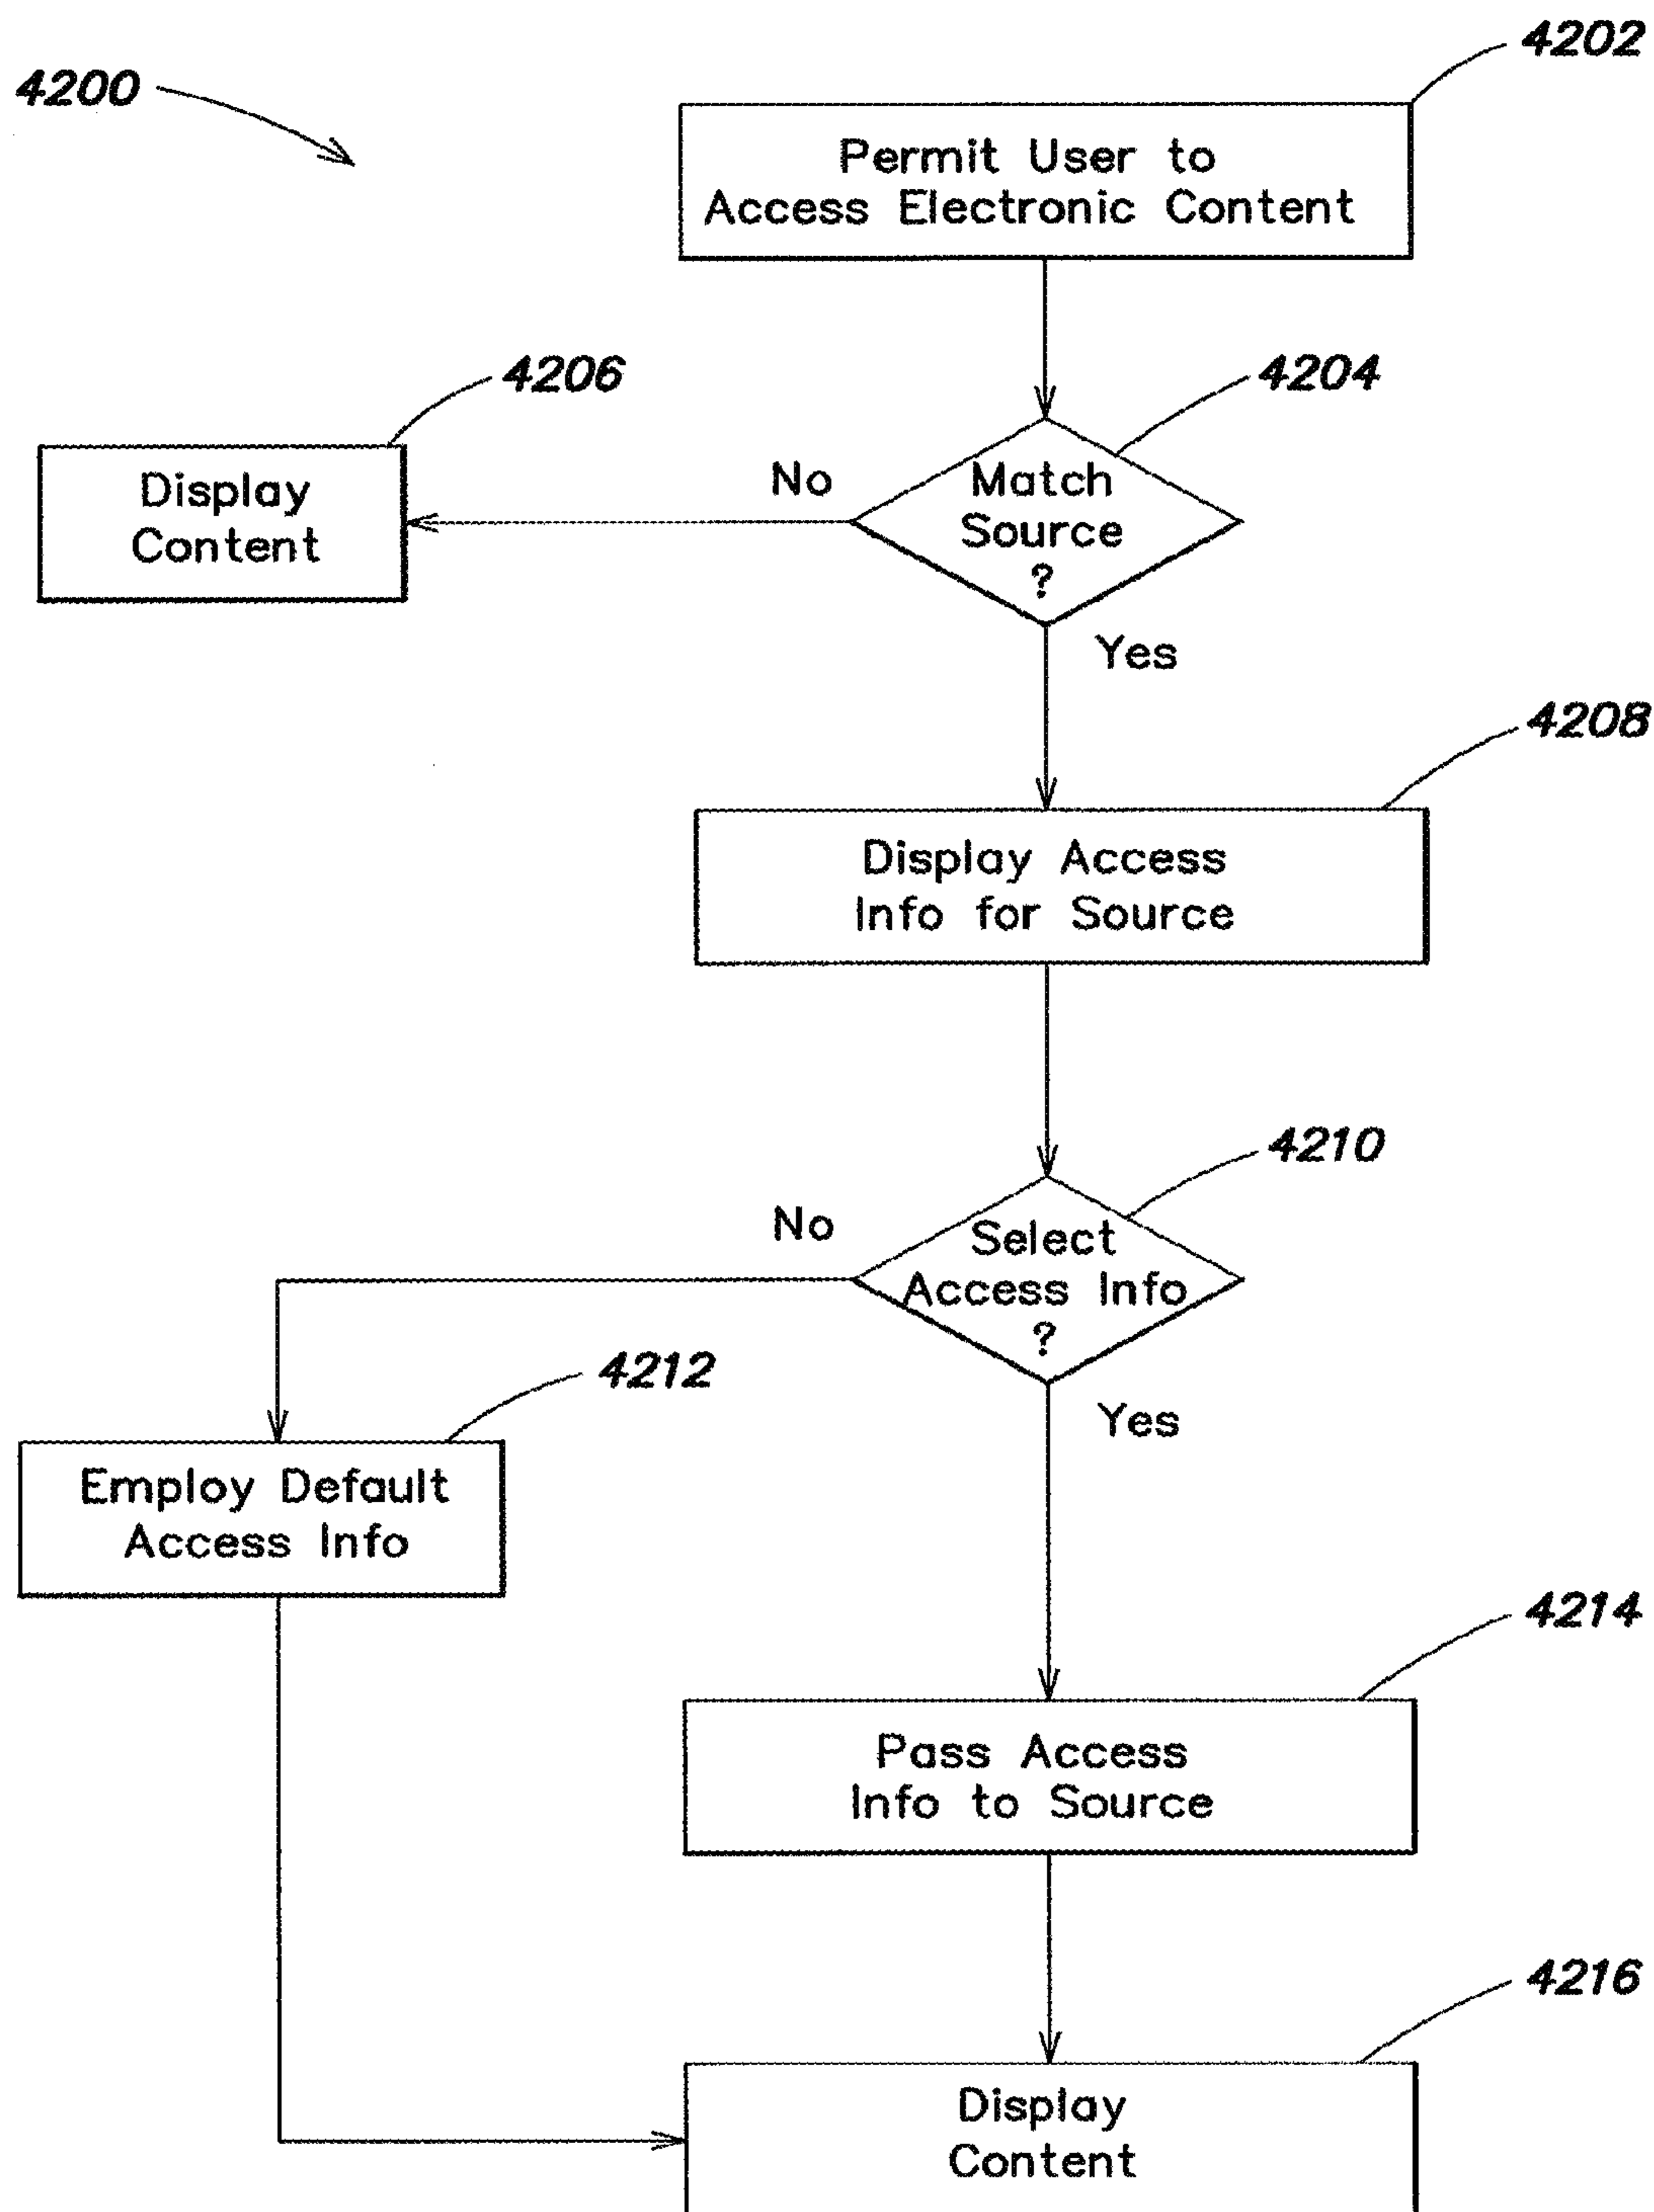 4202
4200
Permit User to
Access Electronic Content
4206
4204
Display
Content
No
Match
Source
?
Yes
4208
Display Access
Info for Source
4210
No
Select
Access Info
?
4212
Yes
Employ Default
Access Info
4214
Pass Access
Info to Source
4216
Display
Content